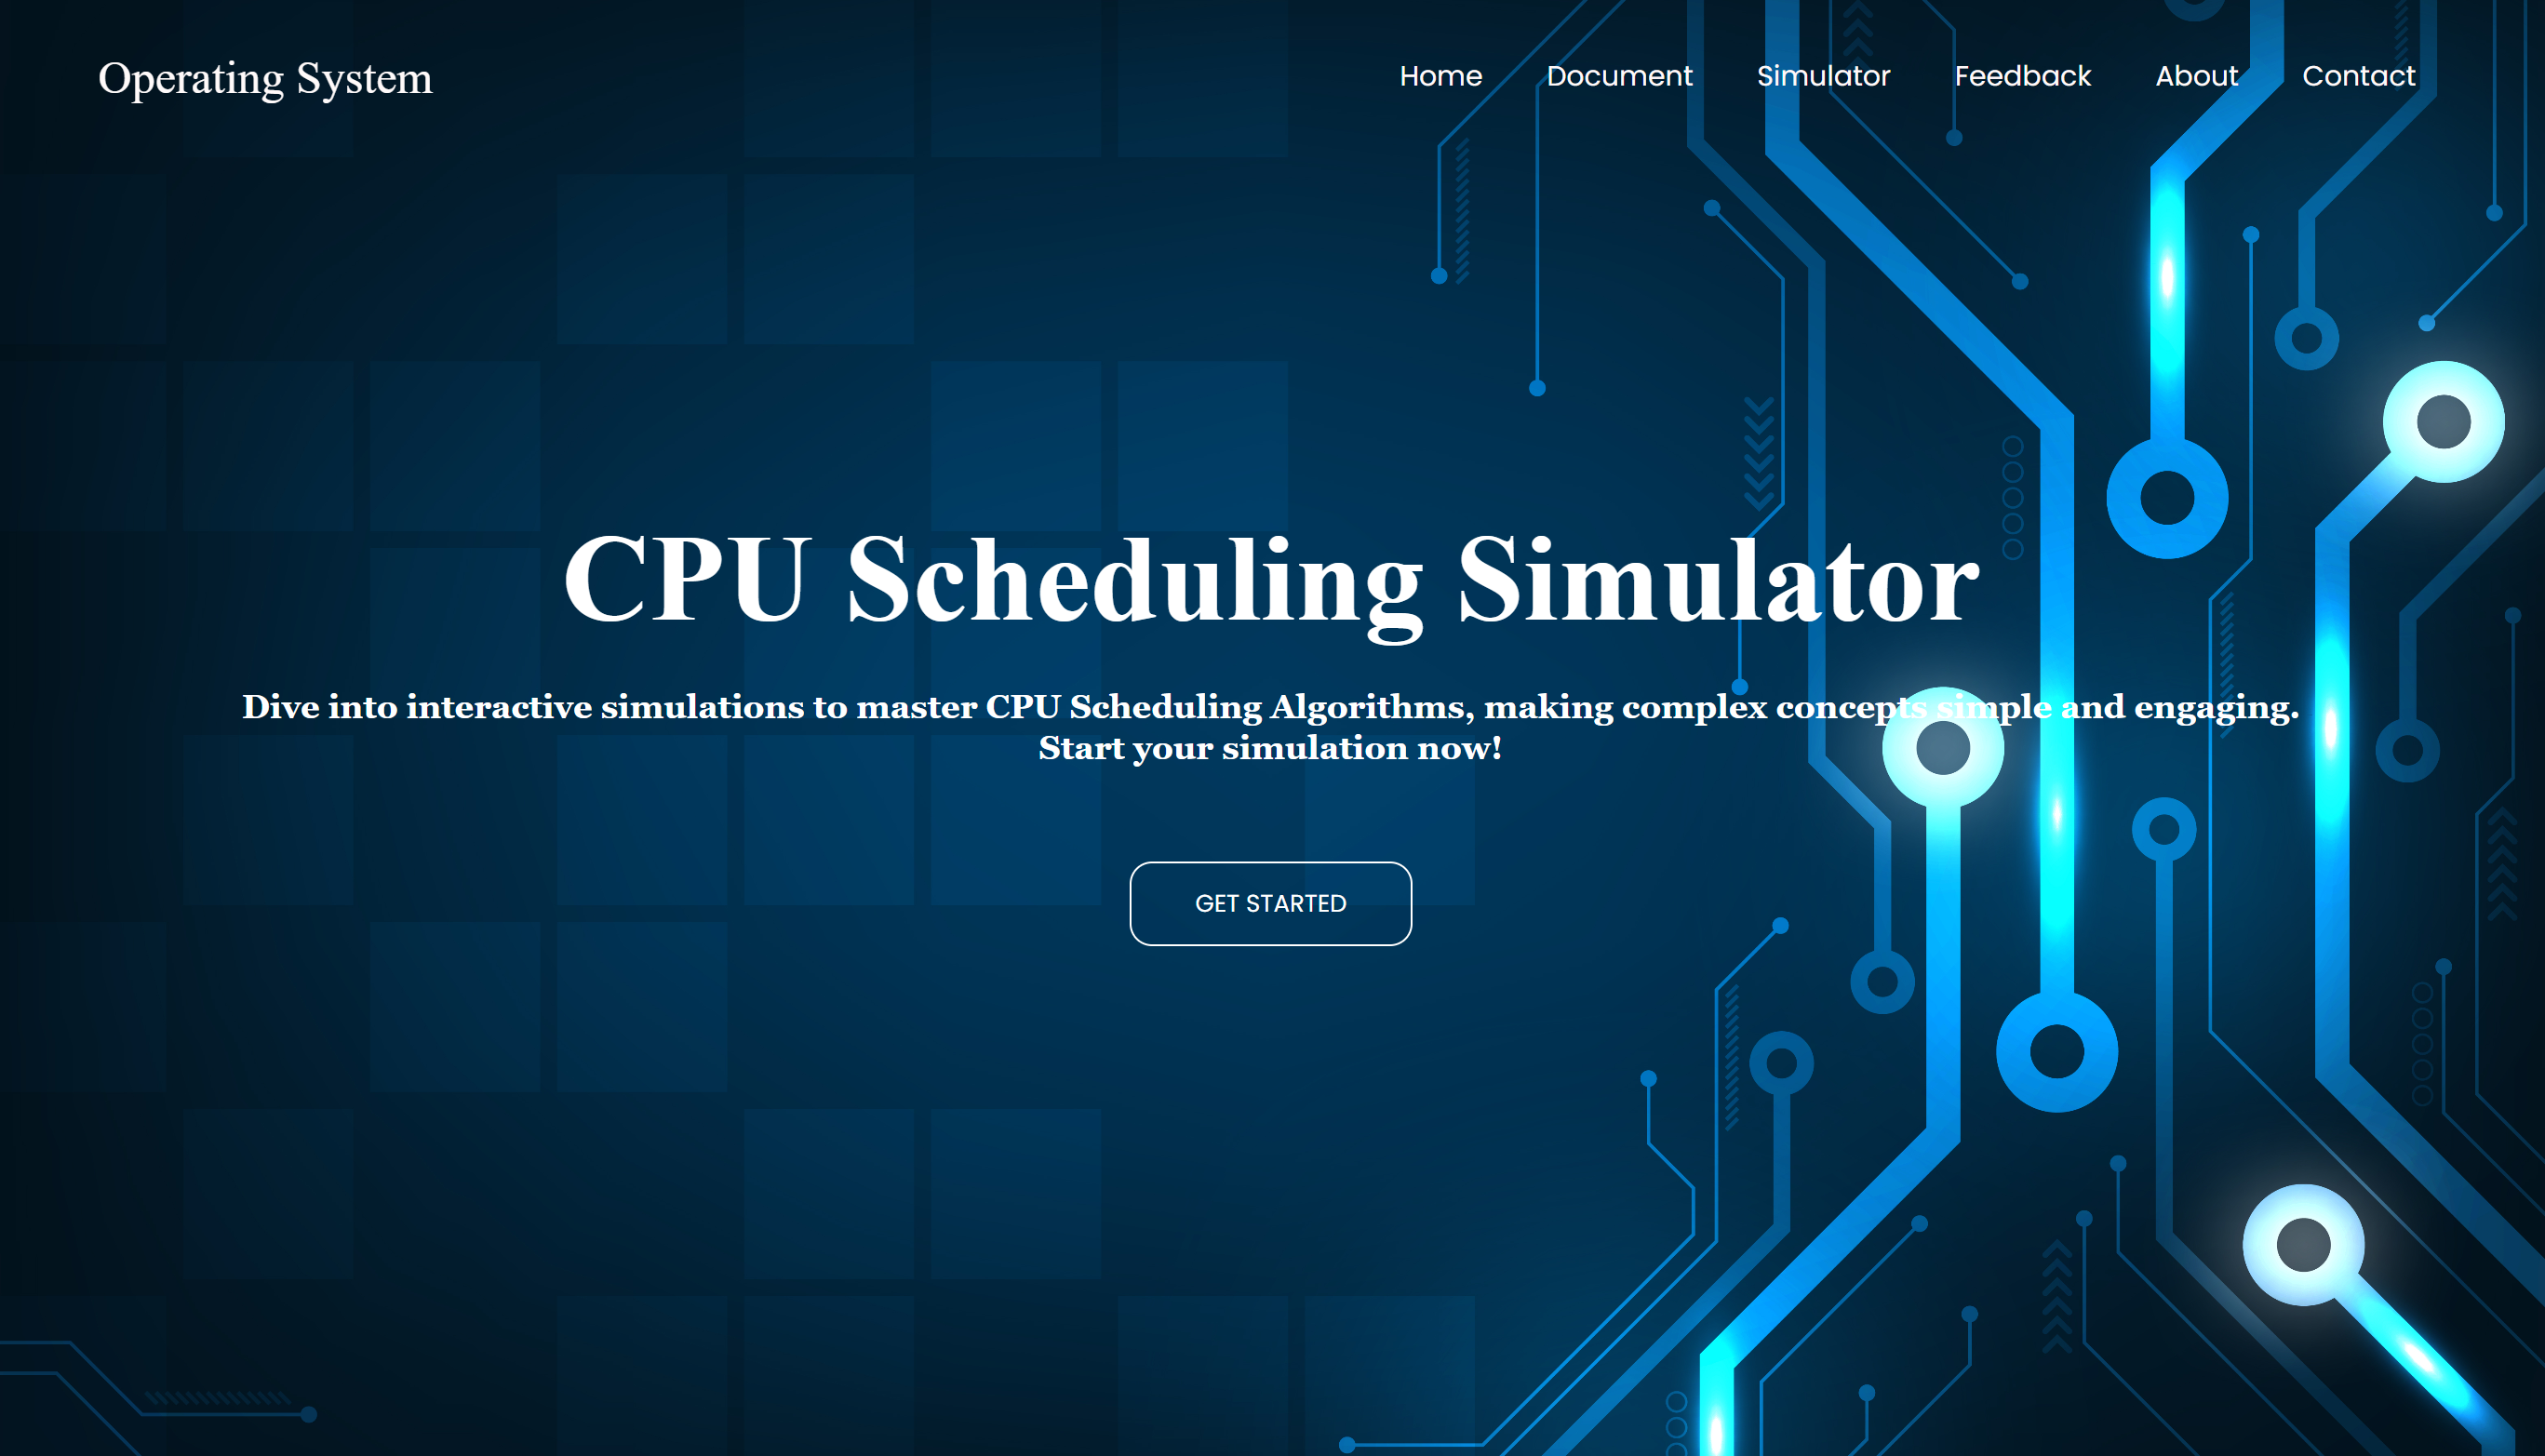 Operating System
Home Document Simulator Feedback About Contact
CPU Scheduling Simulator
Dive into interactive simulations to master CPU Scheduling Algorithms, making complex concepts simple and engaging.
Start your simulation now!
GET STARTED